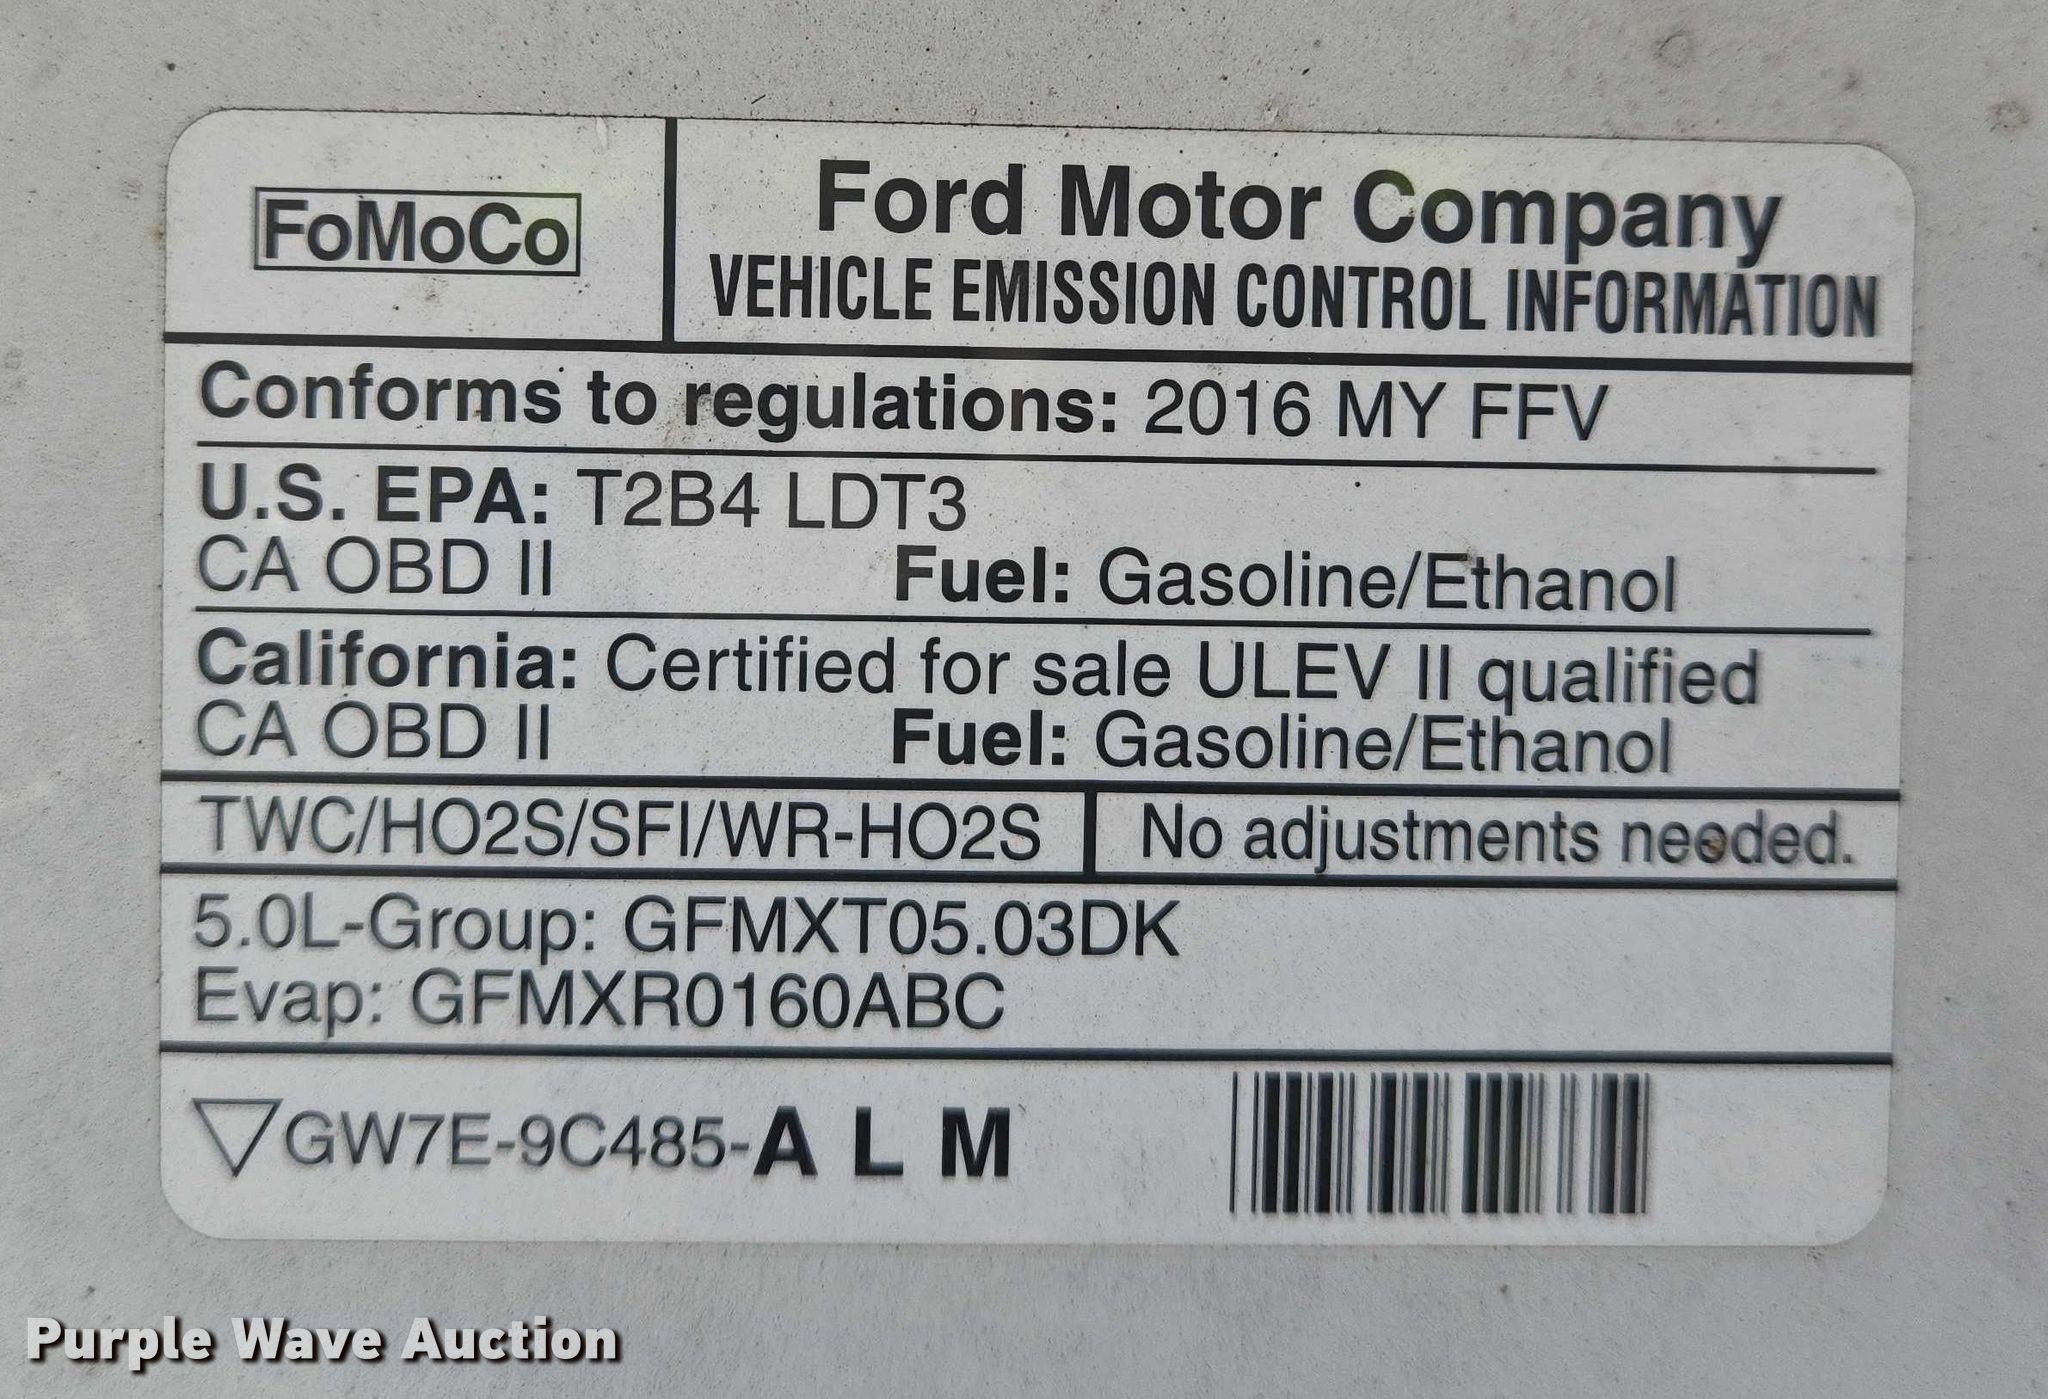 FoMoCo
Ford Motor Company
VEHICLE EMISSION CONTROL INFORMATION
Conforms to regulations: 2016 MY FFV
U.S. EPA: T2B4 LDT3
CA OBD II Fuel: Gasoline/Ethanol
California: Certified for sale ULEV II qualified
CA OBD II Fuel: Gasoline/Ethanol
TWC/HO2S/SFI/WR-HO2S No adjustments needed.
5.0L-Group: GFMXT05.03DK
Evap: GFMXR0160ABC
GW7E-9C485-A L M
Purple Wave Auction